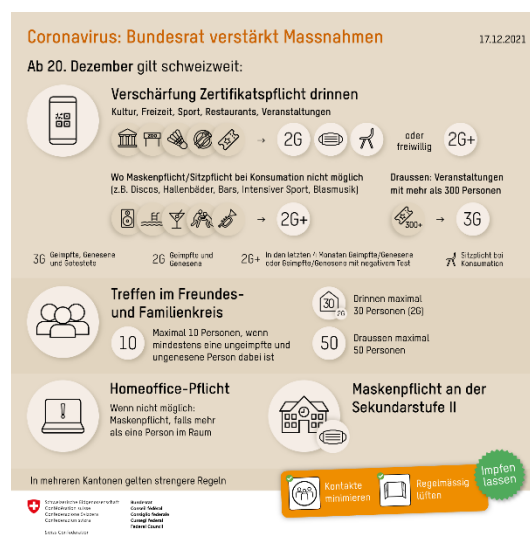 Coronavirus: Bundesrat verstärkt Massnahmen
17.12.2021
Ab 20. Dezember gilt schweizweit:
Verschärfung Zertifikatspflicht drinnen
Kultur, Freizeit, Sport, Restaurants, Veranstaltungen
ZOO
→ 2G
oder
freiwillig
2G+
Wo Maskenpflicht/Sitzpflicht bei Konsumation nicht möglich
(z.B. Discos, Hallenbäder, Bars, Intensiver Sport, Blasmusik)
→ 2G+
Draussen: Veranstaltungen
mit mehr als 300 Personen
300+ → 3G
3G Geimpfte, Genesene
und Getestete
2G Geimpfte und
Genesene
2G+ In den letzten 4 Monaten Geimpfte/Genesene
oder Geimpfte/Genesene mit negativem Test
Sitzplicht bei
Konsumation
Treffen im Freundes-
und Familienkreis
10
Maximal 10 Personen, wenn
mindestens eine ungeimpfte und
ungenesene Person dabei ist
30
2G
Drinnen maximal
30 Personen (2G)
50
Draussen maximal
50 Personen
Homeoffice-Pflicht
Wenn nicht möglich:
Maskenpflicht, falls mehr
als eine Person im Raum
Maskenpflicht an der
Sekundarstufe II
In mehreren Kantonen gelten strengere Regeln
Kontakte
minimieren
Regelmässig
lüften
Impfen
lassen
Schweizerische Eidgenossenschaft
Confédération suisse
Confederazione Svizzera
Confederaziun svizra
Swiss Confederation
Bundesrat
Conseil fédéral
Consiglio federale
Cussegl federal
Federal Council